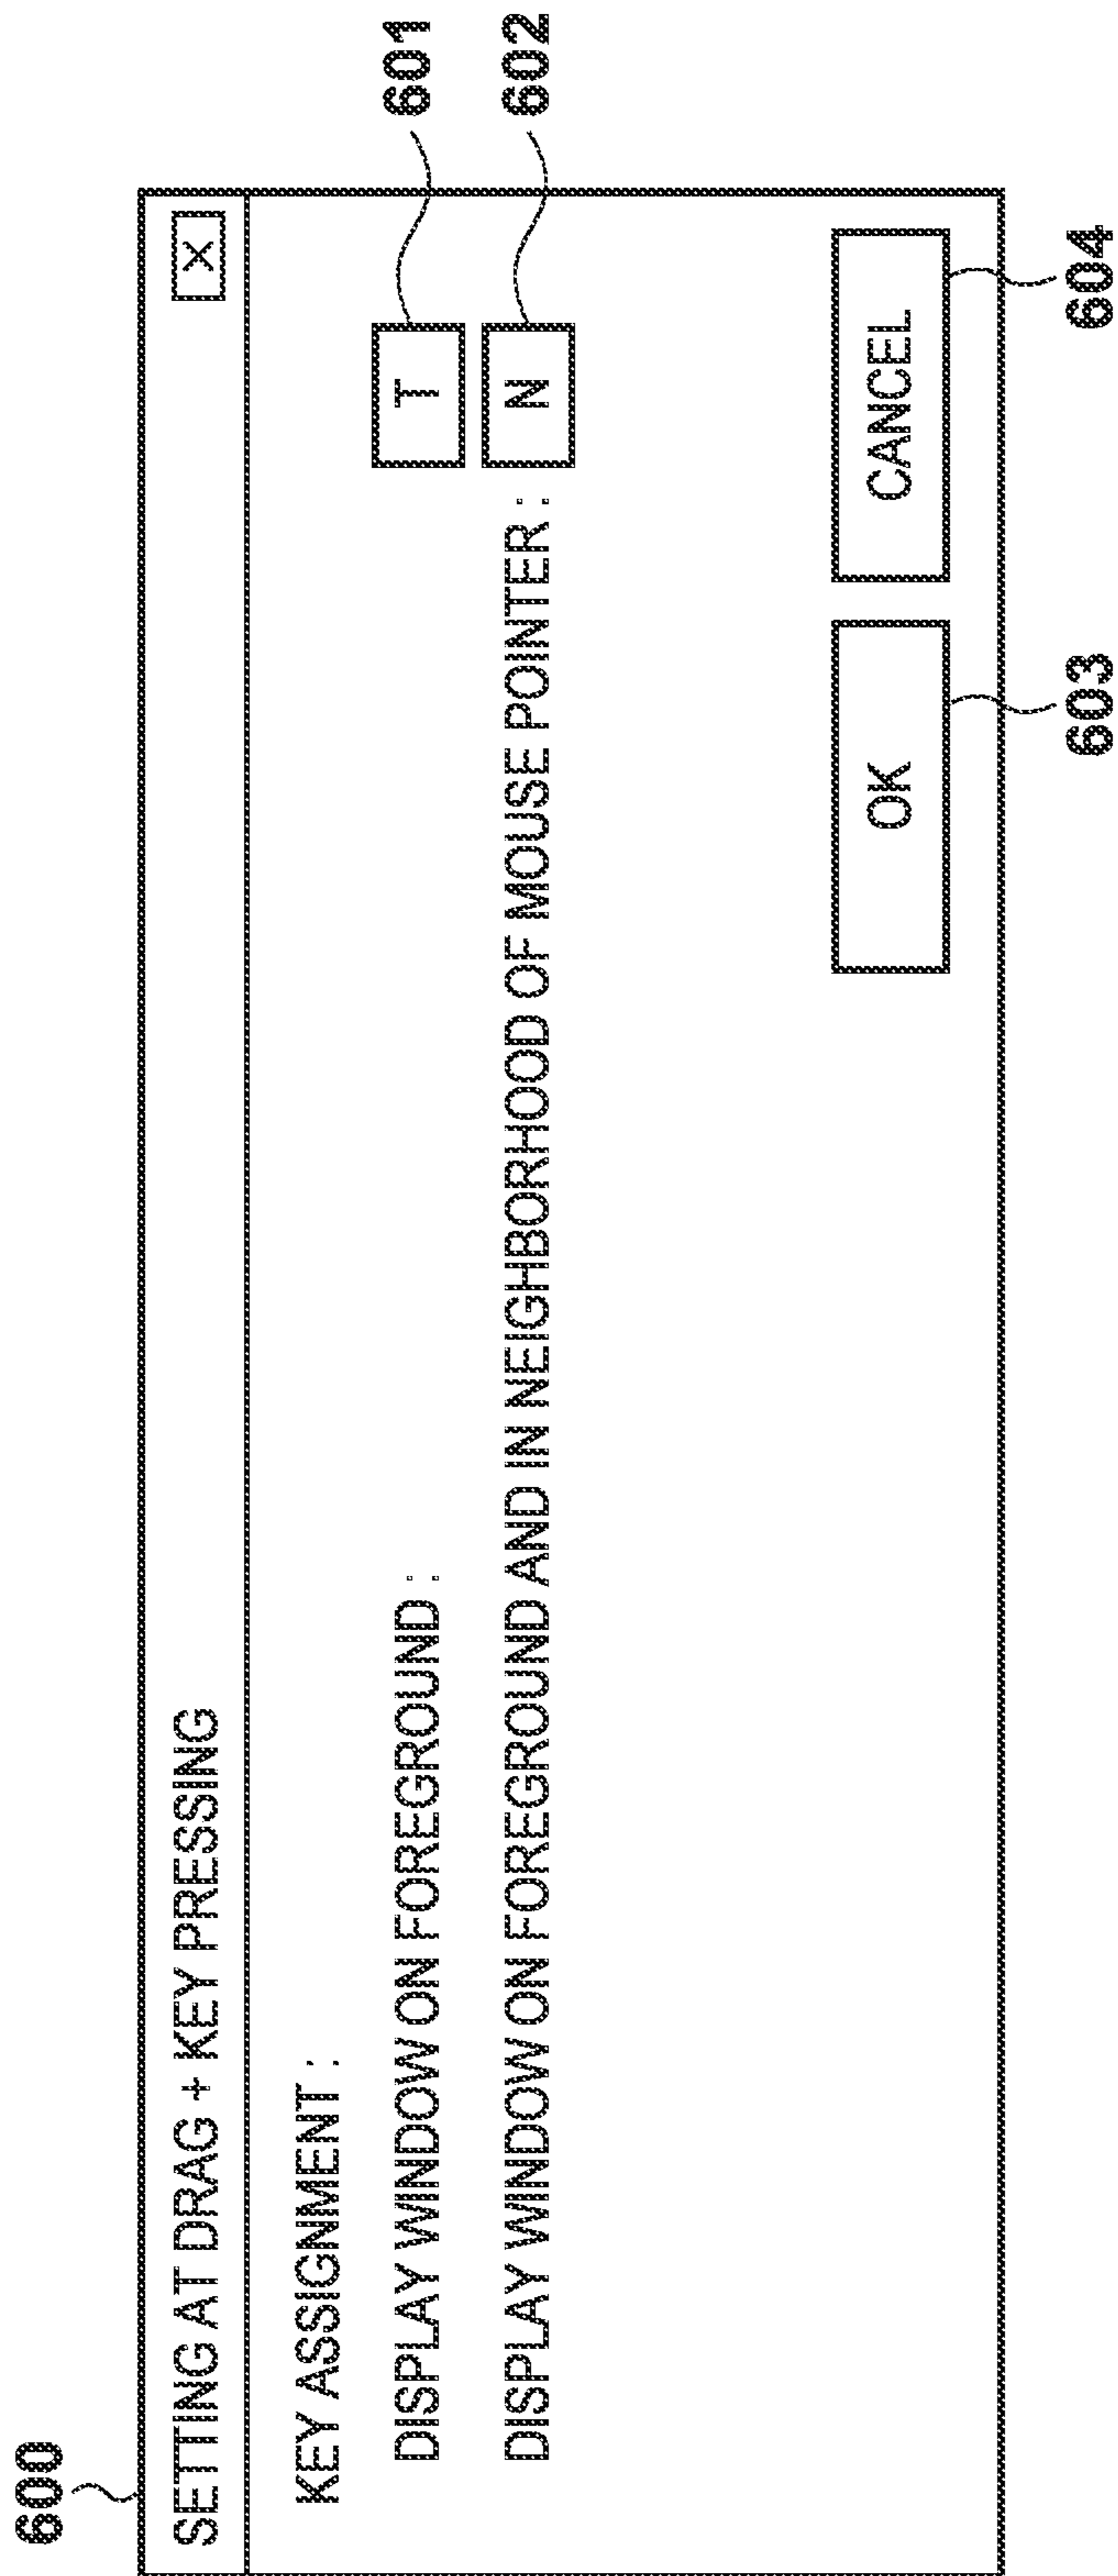 600
SETTING AT DRAG + KEY PRESSING X
KEY ASSIGNMENT :
DISPLAY WINDOW ON FOREGROUND : T 601
DISPLAY WINDOW ON FOREGROUND AND IN NEIGHBORHOOD OF MOUSE POINTER : N 602
OK CANCEL
603 604